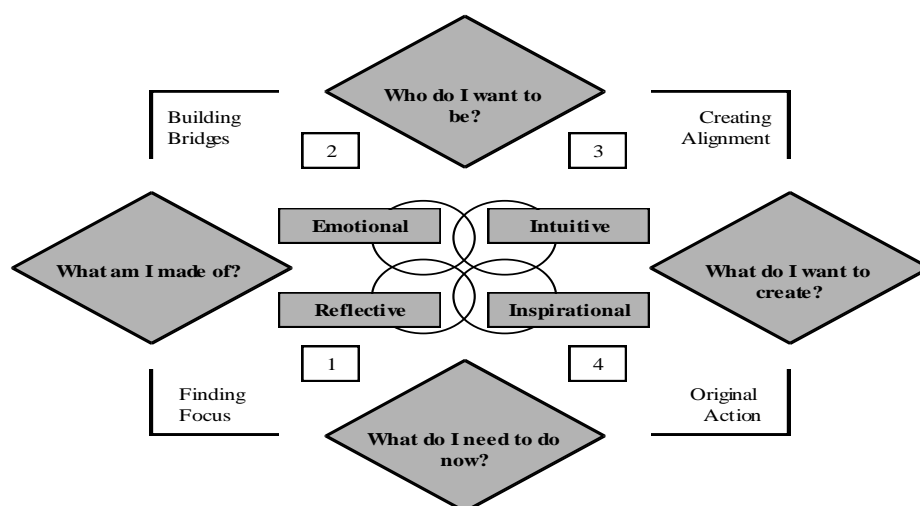 Who do I want to
be?
Building
Bridges
Creating
Alignment
2
3
Emotional
Intuitive
What am I made of?
What do I want to
create?
Reflective
Inspirational
1
4
Finding
Focus
Original
Action
What do I need to do
now?